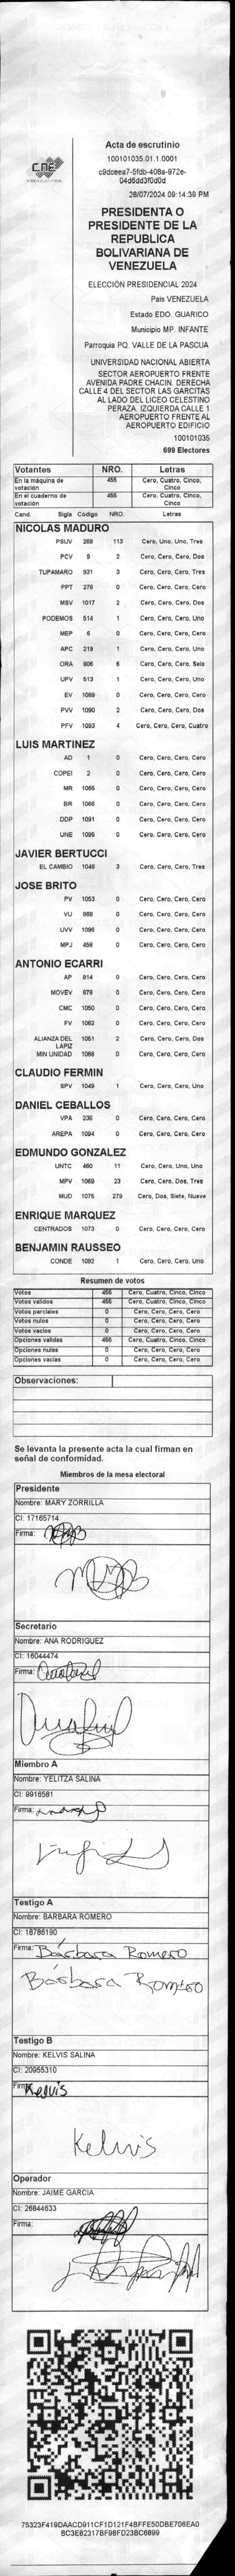 CNE
Acta de escrutinio
100101035.01.1.0001
c9dceea7-5fdb-408a-972e-
04d6dd3f0d0d
28/07/2024 09:14:39 PM
PRESIDENTA O
PRESIDENTE DE LA
REPUBLICA
BOLIVARIANA DE
VENEZUELA
ELECCIÓN PRESIDENCIAL 2024
Pais VENEZUELA
Estado EDO. GUARICO
Municipio MP. INFANTE
Parroquia PQ. VALLE DE LA PASCUA
UNIVERSIDAD NACIONAL ABIERTA
SECTOR AEROPUERTO FRENTE
AVENIDA PADRE CHACIN. DERECHA
CALLE 4 DEL SECTOR LAS GARCITAS
AL LADO DEL LICEO CELESTINO
PERAZA. IZQUIERDA CALLE 1
AEROPUERTO FRENTE AL
AEROPUERTO EDIFICIO
100101035
699 Electores
Votantes NRO. Letras
En la máquina de votación 455 Cero, Cuatro, Cinco, Cinco
En el cuaderno de votación 455 Cero, Cuatro, Cinco, Cinco
Cand. Sigla Código NRO. Letras
NICOLAS MADURO
PSUV 269 113 Cero, Uno, Uno, Tres
PCV 5 2 Cero, Cero, Cero, Dos
TUPAMARO 931 3 Cero, Cero, Cero, Tres
PPT 276 0 Cero, Cero, Cero, Cero
MSV 1017 2 Cero, Cero, Cero, Dos
PODEMOS 514 1 Cero, Cero, Cero, Uno
MEP 6 0 Cero, Cero, Cero, Cero
APC 219 1 Cero, Cero, Cero, Uno
ORA 906 6 Cero, Cero, Cero, Seis
UPV 513 1 Cero, Cero, Cero, Uno
EV 1089 0 Cero, Cero, Cero, Cero
PVV 1090 2 Cero, Cero, Cero, Dos
PFV 1093 4 Cero, Cero, Cero, Cuatro
LUIS MARTINEZ
AD 1 0 Cero, Cero, Cero, Cero
COPEI 2 0 Cero, Cero, Cero, Cero
MR 1065 0 Cero, Cero, Cero, Cero
BR 1066 0 Cero, Cero, Cero, Cero
DDP 1091 0 Cero, Cero, Cero, Cero
UNE 1095 0 Cero, Cero, Cero, Cero
JAVIER BERTUCCI
EL CAMBIO 1048 3 Cero, Cero, Cero, Tres
JOSE BRITO
PV 1053 0 Cero, Cero, Cero, Cero
VU 868 0 Cero, Cero, Cero, Cero
UVV 1096 0 Cero, Cero, Cero, Cero
MPJ 458 0 Cero, Cero, Cero, Cero
ANTONIO ECARRI
AP 814 0 Cero, Cero, Cero, Cero
MOVEV 878 0 Cero, Cero, Cero, Cero
CMC 1050 0 Cero, Cero, Cero, Cero
FV 1062 0 Cero, Cero, Cero, Cero
ALIANZA DEL LAPIZ 1051 2 Cero, Cero, Cero, Dos
MIN UNIDAD 1068 0 Cero, Cero, Cero, Cero
CLAUDIO FERMIN
SPV 1049 1 Cero, Cero, Cero, Uno
DANIEL CEBALLOS
VPA 236 0 Cero, Cero, Cero, Cero
AREPA 1094 0 Cero, Cero, Cero, Cero
EDMUNDO GONZALEZ
UNTC 460 11 Cero, Cero, Uno, Uno
MPV 1069 23 Cero, Cero, Dos, Tres
MUD 1075 279 Cero, Dos, Siete, Nueve
ENRIQUE MARQUEZ
CENTRADOS 1073 0 Cero, Cero, Cero, Cero
BENJAMIN RAUSSEO
CONDE 1092 1 Cero, Cero, Cero, Uno
Resumen de votos
Votos 455 Cero, Cuatro, Cinco, Cinco
Votos validos 455 Cero, Cuatro, Cinco, Cinco
Votos parciales 0 Cero, Cero, Cero, Cero
Votos nulos 0 Cero, Cero, Cero, Cero
Votos vacios 0 Cero, Cero, Cero, Cero
Opciones validas 455 Cero, Cuatro, Cinco, Cinco
Opciones nulas 0 Cero, Cero, Cero, Cero
Opciones vacias 0 Cero, Cero, Cero, Cero
Observaciones:
Se levanta la presente acta la cual firman en
señal de conformidad.
Miembros de la mesa electoral
Presidente
Nombre: MARY ZORRILLA
CI: 17165714
Firma:
Secretario
Nombre: ANA RODRIGUEZ
CI: 16044474
Firma:
Miembro A
Nombre: YELITZA SALINA
CI: 9916581
Firma:
Testigo A
Nombre: BARBARA ROMERO
CI: 18786190
Firma: Bárbara Romero
Bárbara Romero
Testigo B
Nombre: KELVIS SALINA
CI: 20955310
Firma: Kelvis
Kelvis
Operador
Nombre: JAIME GARCIA
CI: 26844633
Firma:
75323F419DAACD911CF1D121F4BFFE50DBE706EA0
BC3E82317BF98FD23BC6899